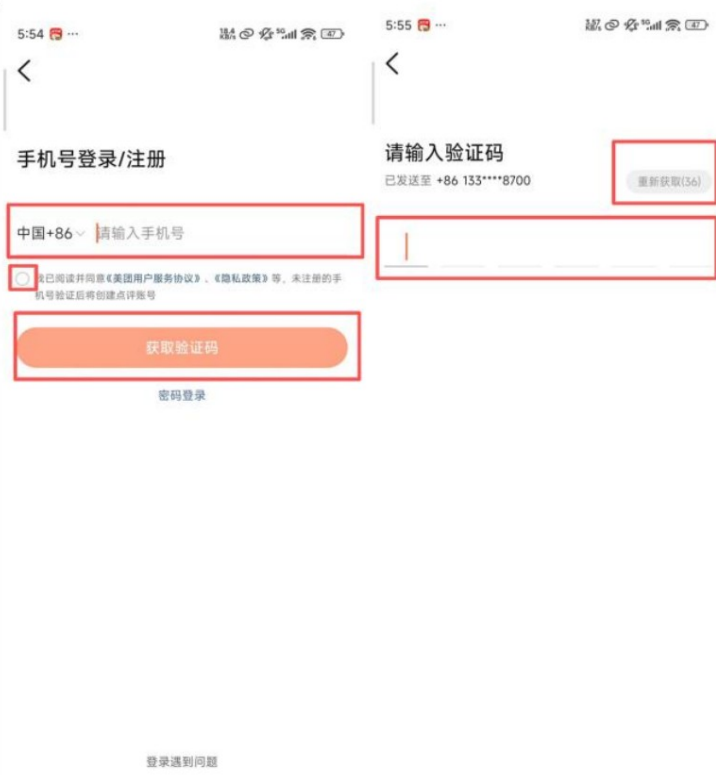 5:54
47
手机号登录/注册
中国+86
请输入手机号
我已阅读并同意《美团用户服务协议》、《隐私政策》等，未注册的手
机号验证后将创建点评账号
获取验证码
密码登录
登录遇到问题
5:55
47
请输入验证码
已发送至 +86 133****8700
重新获取(36)